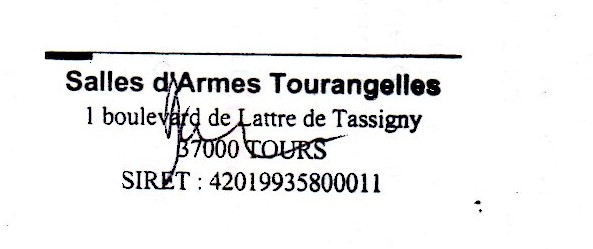 Salles d'Armes Tourangelles
1 boulevard de Lattre de Tassigny
37000 TOURS
SIRET : 42019935800011